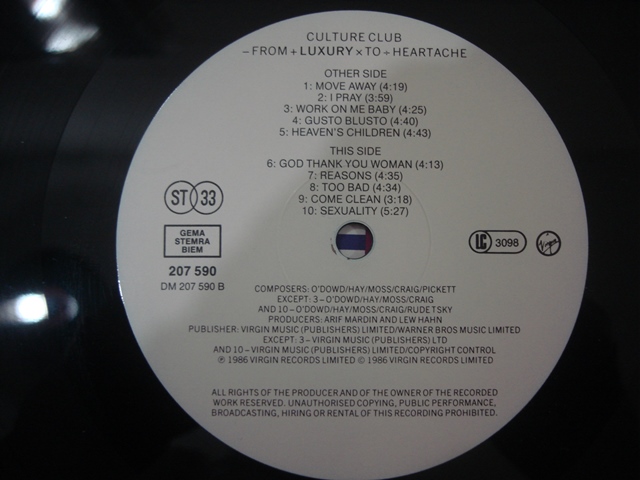 CULTURE CLUB
– FROM + LUXURY × TO ÷ HEARTACHE
OTHER SIDE
1: MOVE AWAY (4:19)
2: I PRAY (3:59)
3: WORK ON ME BABY (4:25)
4: GUSTO BLUSTO (4:40)
5: HEAVEN'S CHILDREN (4:43)
THIS SIDE
6: GOD THANK YOU WOMAN (4:13)
7: REASONS (4:35)
8: TOO BAD (4:34)
9: COME CLEAN (3:18)
10: SEXUALITY (5:27)
ST 33
GEMA
STEMRA
BIEM
207 590
DM 207 590 B
LC 3098
Virgin
COMPOSERS: O'DOWD/HAY/MOSS/CRAIG/PICKETT
EXCEPT: 3 – O'DOWD/HAY/MOSS/CRAIG
AND 10 – O'DOWD/HAY/MOSS/CRAIG/RUDETSKY
PRODUCERS: ARIF MARDIN AND LEW HAHN
PUBLISHER: VIRGIN MUSIC (PUBLISHERS) LIMITED/WARNER BROS MUSIC LIMITED
EXCEPT: 3 – VIRGIN MUSIC (PUBLISHERS) LTD
AND 10 – VIRGIN MUSIC (PUBLISHERS) LIMITED/COPYRIGHT CONTROL
℗ 1986 VIRGIN RECORDS LIMITED © 1986 VIRGIN RECORDS LIMITED
ALL RIGHTS OF THE PRODUCER AND OF THE OWNER OF THE RECORDED
WORK RESERVED. UNAUTHORISED COPYING, PUBLIC PERFORMANCE,
BROADCASTING, HIRING OR RENTAL OF THIS RECORDING PROHIBITED.